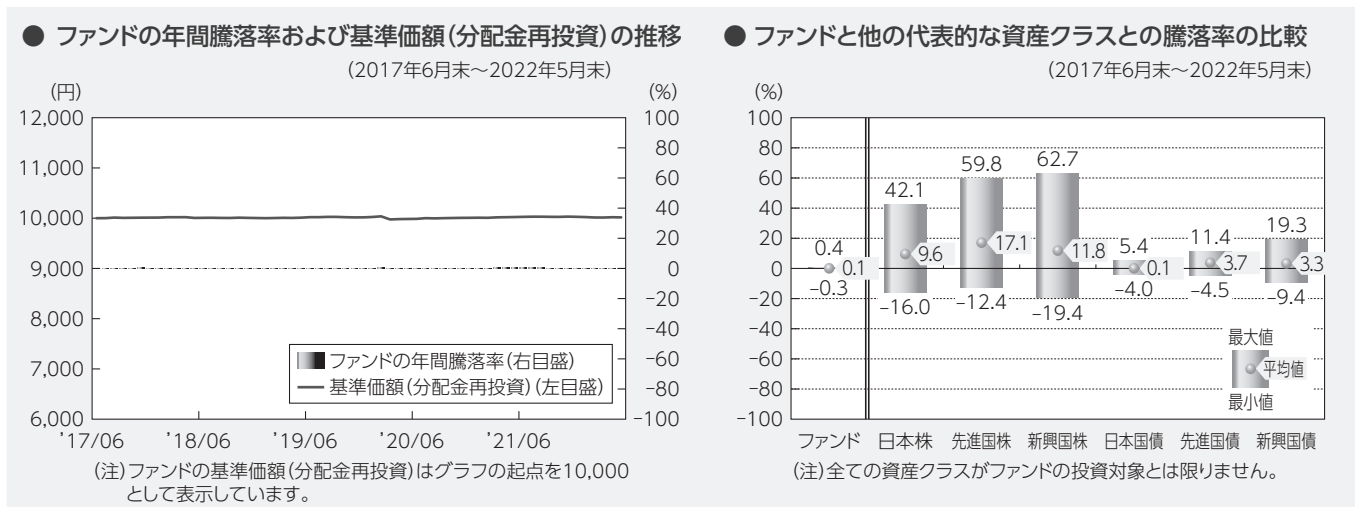 ● ファンドの年間騰落率および基準価額(分配金再投資)の推移
(2017年6月末～2022年5月末)
(円)
(%)
12,000
11,000
10,000
9,000
8,000
7,000
6,000
100
80
60
40
20
0
−20
−40
−60
−80
−100
ファンドの年間騰落率(右目盛)
基準価額(分配金再投資)(左目盛)
'17/06
'18/06
'19/06
'20/06
'21/06
(注)ファンドの基準価額(分配金再投資)はグラフの起点を10,000
として表示しています。
● ファンドと他の代表的な資産クラスとの騰落率の比較
(2017年6月末～2022年5月末)
(%)
100
80
60
40
20
0
−20
−40
−60
−80
−100
0.4
0.1
−0.3
42.1
9.6
−16.0
59.8
17.1
−12.4
62.7
11.8
−19.4
5.4
0.1
−4.0
11.4
3.7
−4.5
19.3
3.3
−9.4
最大値
平均値
最小値
ファンド
日本株
先進国株
新興国株
日本国債
先進国債
新興国債
(注)全ての資産クラスがファンドの投資対象とは限りません。